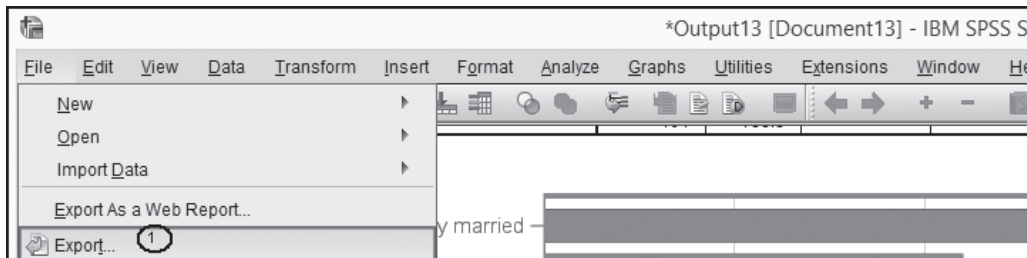 *Output13 [Document13] - IBM SPSS S
File Edit View Data Transform Insert Format Analyze Graphs Utilities Extensions Window He
New
Open
Import Data
Export As a Web Report...
y married
Export... 1